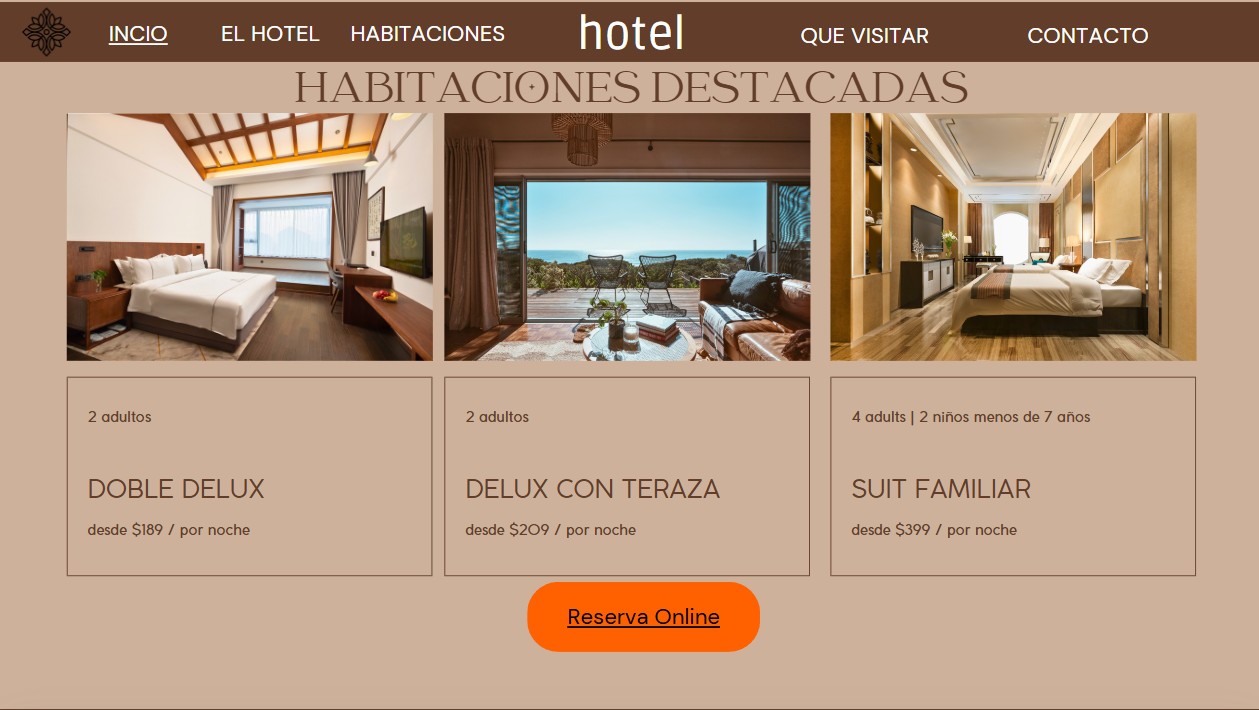 INCIO EL HOTEL HABITACIONES hotel QUE VISITAR CONTACTO
HABITACIONES DESTACADAS
2 adultos
DOBLE DELUX
desde $189 / por noche
2 adultos
DELUX CON TERAZA
desde $209 / por noche
4 adults | 2 niños menos de 7 años
SUIT FAMILIAR
desde $399 / por noche
Reserva Online